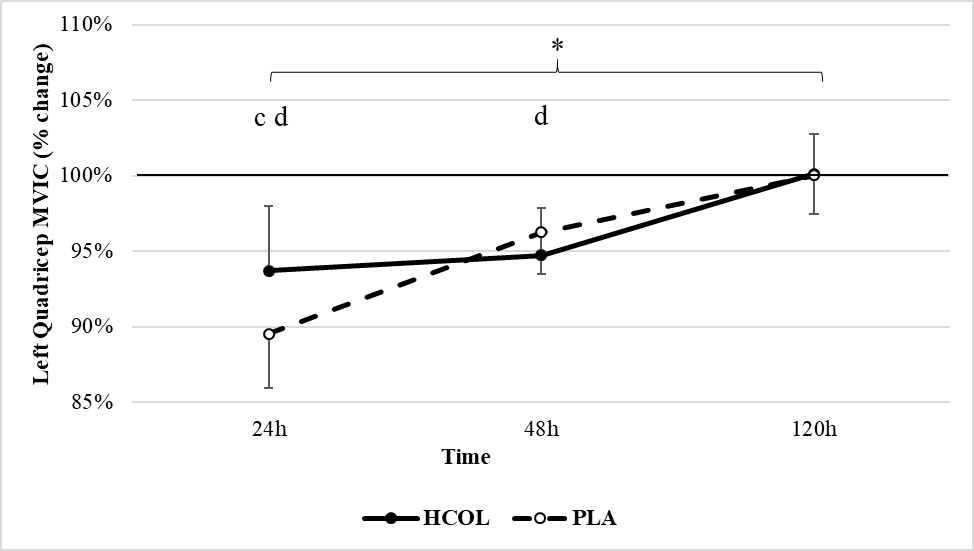 110%
*
105%
c d
d
100%
95%
90%
85%
Left Quadricep MVIC (% change)
24h
48h
120h
Time
HCOL
PLA